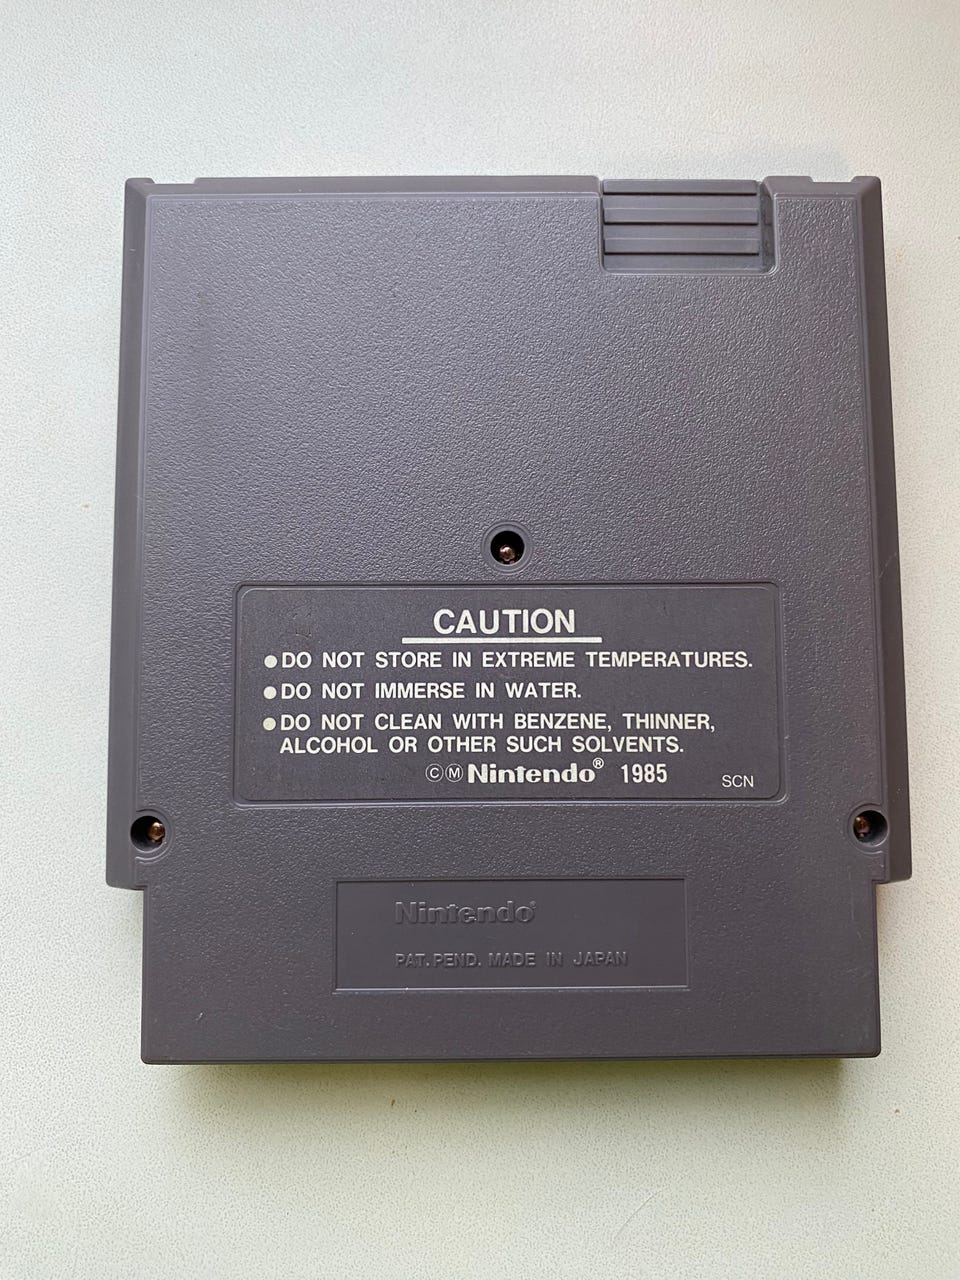 CAUTION
●DO NOT STORE IN EXTREME TEMPERATURES.
●DO NOT IMMERSE IN WATER.
●DO NOT CLEAN WITH BENZENE, THINNER,
ALCOHOL OR OTHER SUCH SOLVENTS.
ⒸⓂNintendo® 1985 SCN
Nintendo®
PAT. PEND. MADE IN JAPAN